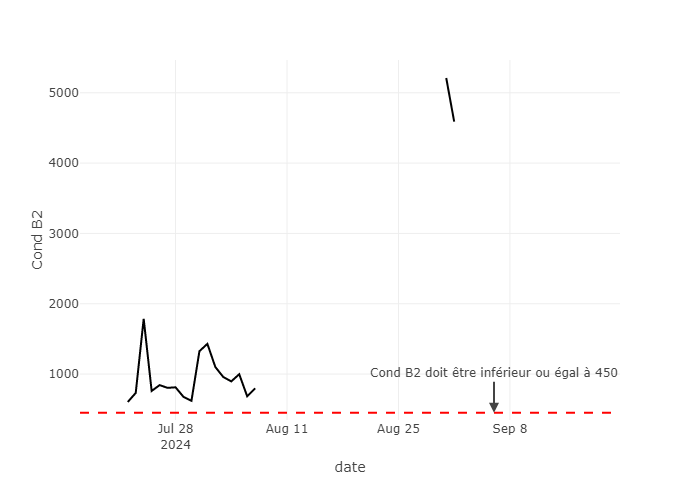 5000
4000
3000
2000
1000
Cond B2
Cond B2 doit être inférieur ou égal à 450
Jul 28
2024
Aug 11
Aug 25
Sep 8
date